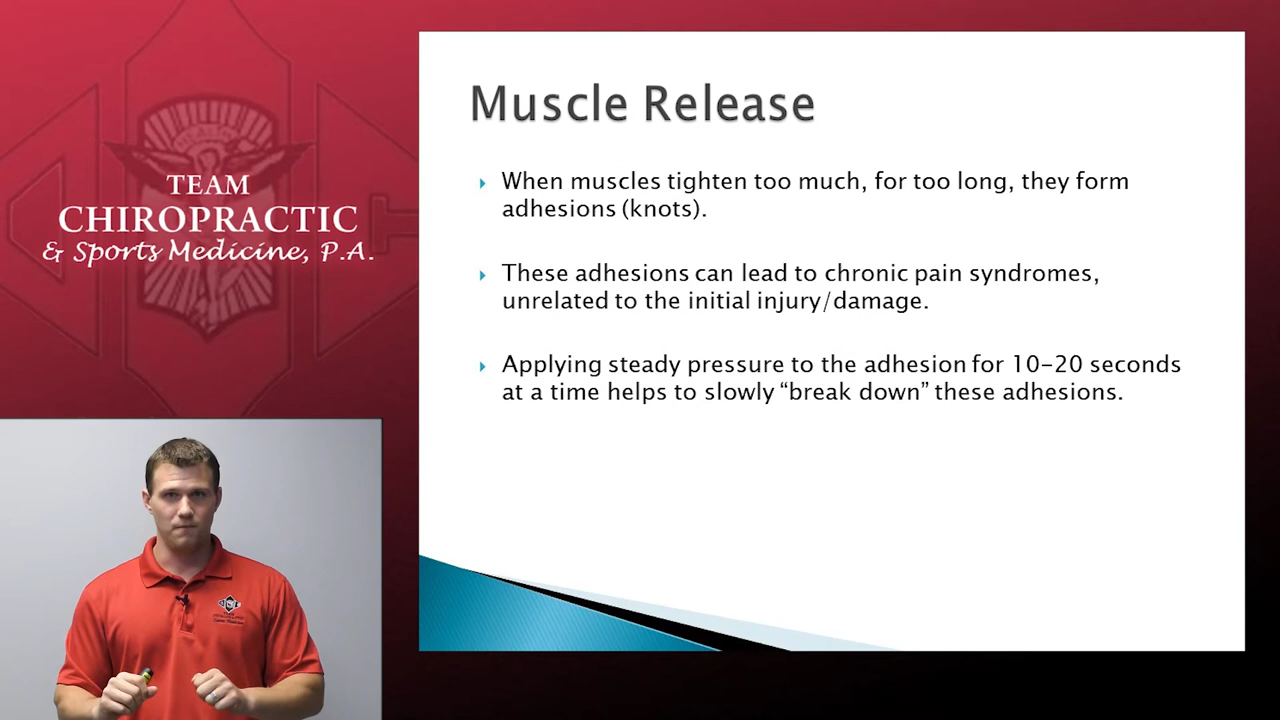 TEAM
CHIROPRACTIC
& Sports Medicine, P.A.
Muscle Release
When muscles tighten too much, for too long, they form
adhesions (knots).
These adhesions can lead to chronic pain syndromes,
unrelated to the initial injury/damage.
Applying steady pressure to the adhesion for 10-20 seconds
at a time helps to slowly “break down” these adhesions.